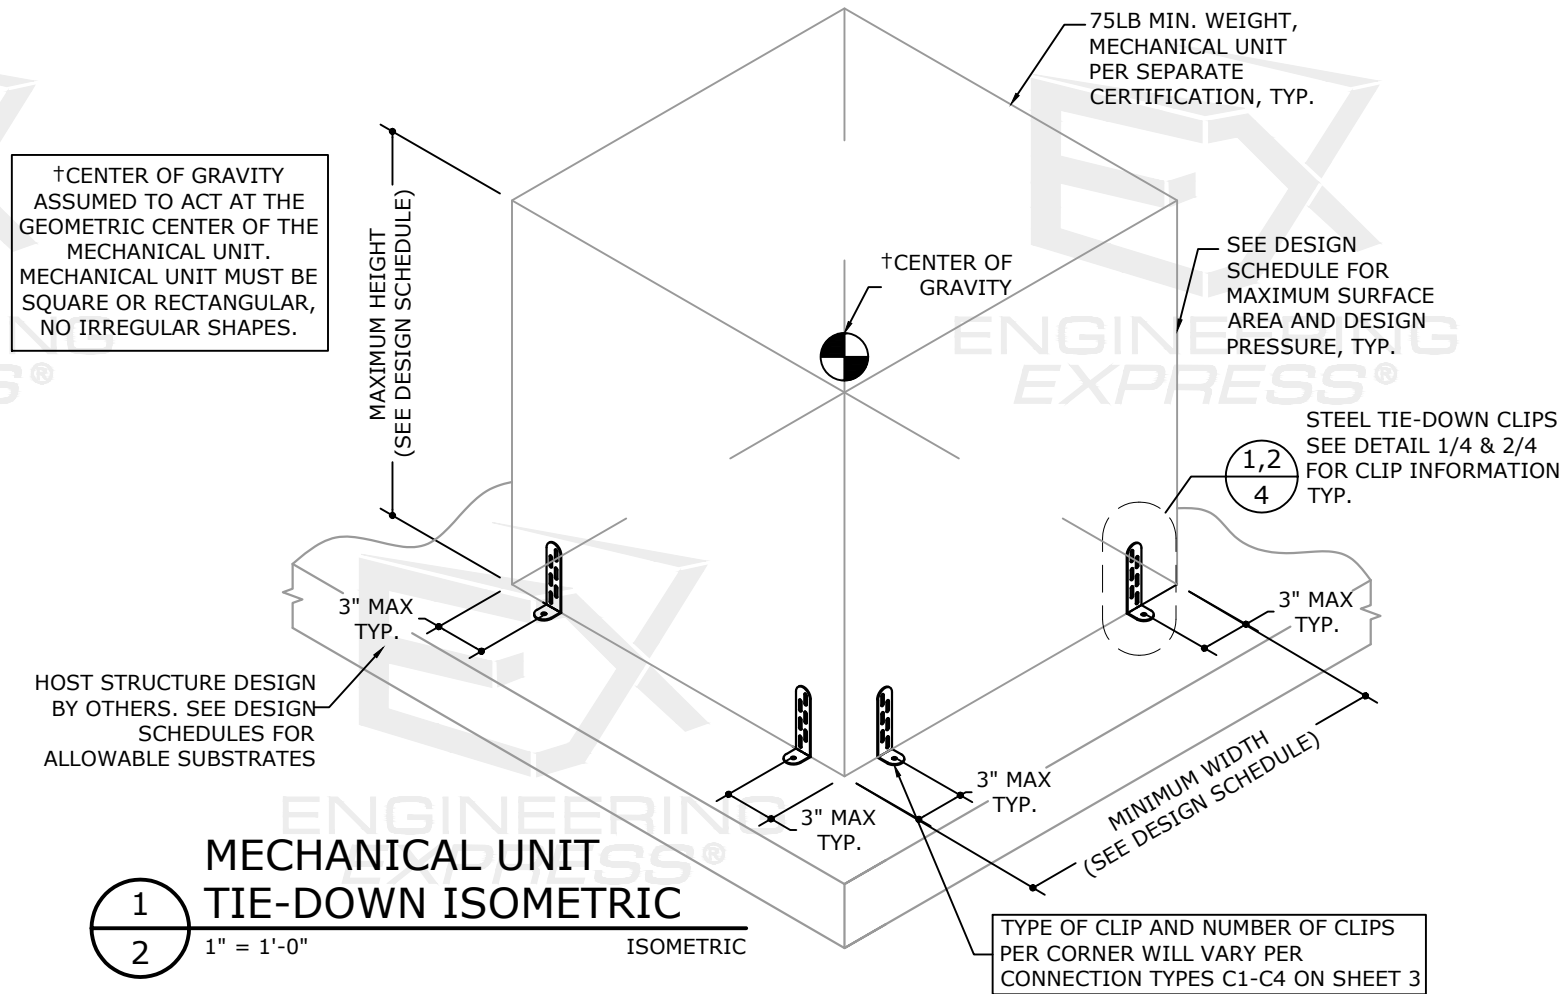 75LB MIN. WEIGHT,
MECHANICAL UNIT
PER SEPARATE
CERTIFICATION, TYP.
†CENTER OF GRAVITY
ASSUMED TO ACT AT THE
GEOMETRIC CENTER OF THE
MECHANICAL UNIT.
MECHANICAL UNIT MUST BE
SQUARE OR RECTANGULAR,
NO IRREGULAR SHAPES.
MAXIMUM HEIGHT
(SEE DESIGN SCHEDULE)
†CENTER OF
GRAVITY
SEE DESIGN
SCHEDULE FOR
MAXIMUM SURFACE
AREA AND DESIGN
PRESSURE, TYP.
EX
ENGINEERING
EXPRESS®
NG
S®
STEEL TIE-DOWN CLIPS
SEE DETAIL 1/4 & 2/4
FOR CLIP INFORMATION
TYP.
1,2
4
3" MAX
TYP.
3" MAX
TYP.
HOST STRUCTURE DESIGN
BY OTHERS. SEE DESIGN
SCHEDULES FOR
ALLOWABLE SUBSTRATES
3" MAX
TYP.
3" MAX
TYP.
MINIMUM WIDTH
(SEE DESIGN SCHEDULE)
EX
ENGINEERING
EXPRESS®
1
2
MECHANICAL UNIT
TIE-DOWN ISOMETRIC
1" = 1'-0"
ISOMETRIC
TYPE OF CLIP AND NUMBER OF CLIPS
PER CORNER WILL VARY PER
CONNECTION TYPES C1-C4 ON SHEET 3